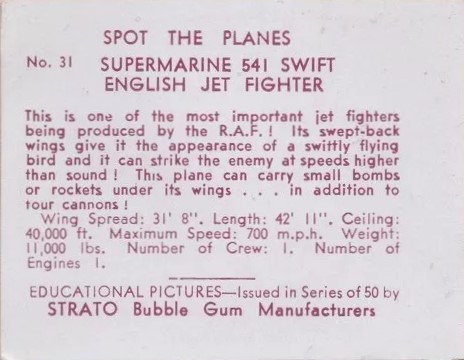 SPOT THE PLANES
No. 31 SUPERMARINE 541 SWIFT
ENGLISH JET FIGHTER
This is one of the most important jet fighters
being produced by the R.A.F.! Its swept-back
wings give it the appearance of a swittly flying
bird and it can strike the enemy at speeds higher
than sound! This plane can carry small bombs
or rockets under its wings . . . in addition to
tour cannons!
Wing Spread: 31' 8". Length: 42' 11". Ceiling:
40,000 ft. Maximum Speed: 700 m.p.h. Weight:
11,000 lbs. Number of Crew: 1. Number of
Engines 1.
EDUCATIONAL PICTURES—Issued in Series of 50 by
STRATO Bubble Gum Manufacturers